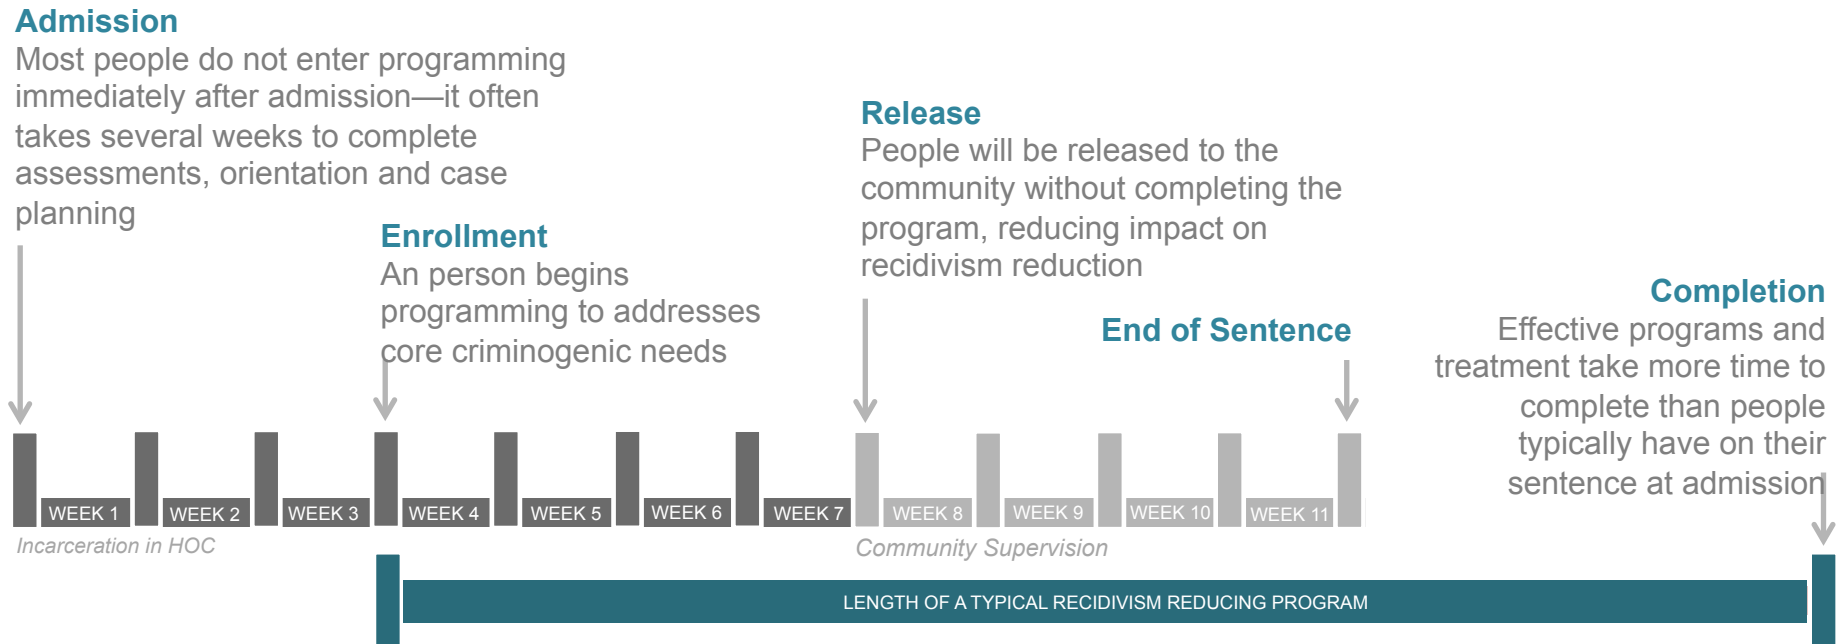 Admission
Most people do not enter programming
immediately after admission—it often
takes several weeks to complete
assessments, orientation and case
planning
Enrollment
An person begins
programming to addresses
core criminogenic needs
Release
People will be released to the
community without completing the
program, reducing impact on
recidivism reduction
End of Sentence
Completion
Effective programs and
treatment take more time to
complete than people
typically have on their
sentence at admission
WEEK 1
WEEK 2
WEEK 3
WEEK 4
WEEK 5
WEEK 6
WEEK 7
WEEK 8
WEEK 9
WEEK 10
WEEK 11
Incarceration in HOC
Community Supervision
LENGTH OF A TYPICAL RECIDIVISM REDUCING PROGRAM